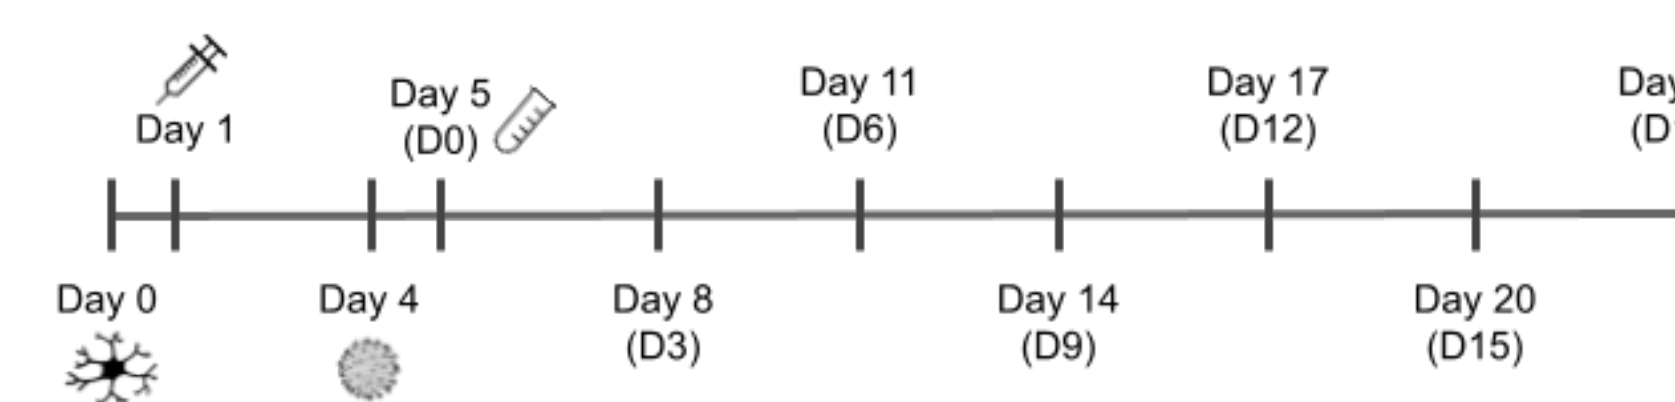 Day 0
Day 1
Day 4
Day 5
(D0)
Day 8
(D3)
Day 11
(D6)
Day 14
(D9)
Day 17
(D12)
Day 20
(D15)